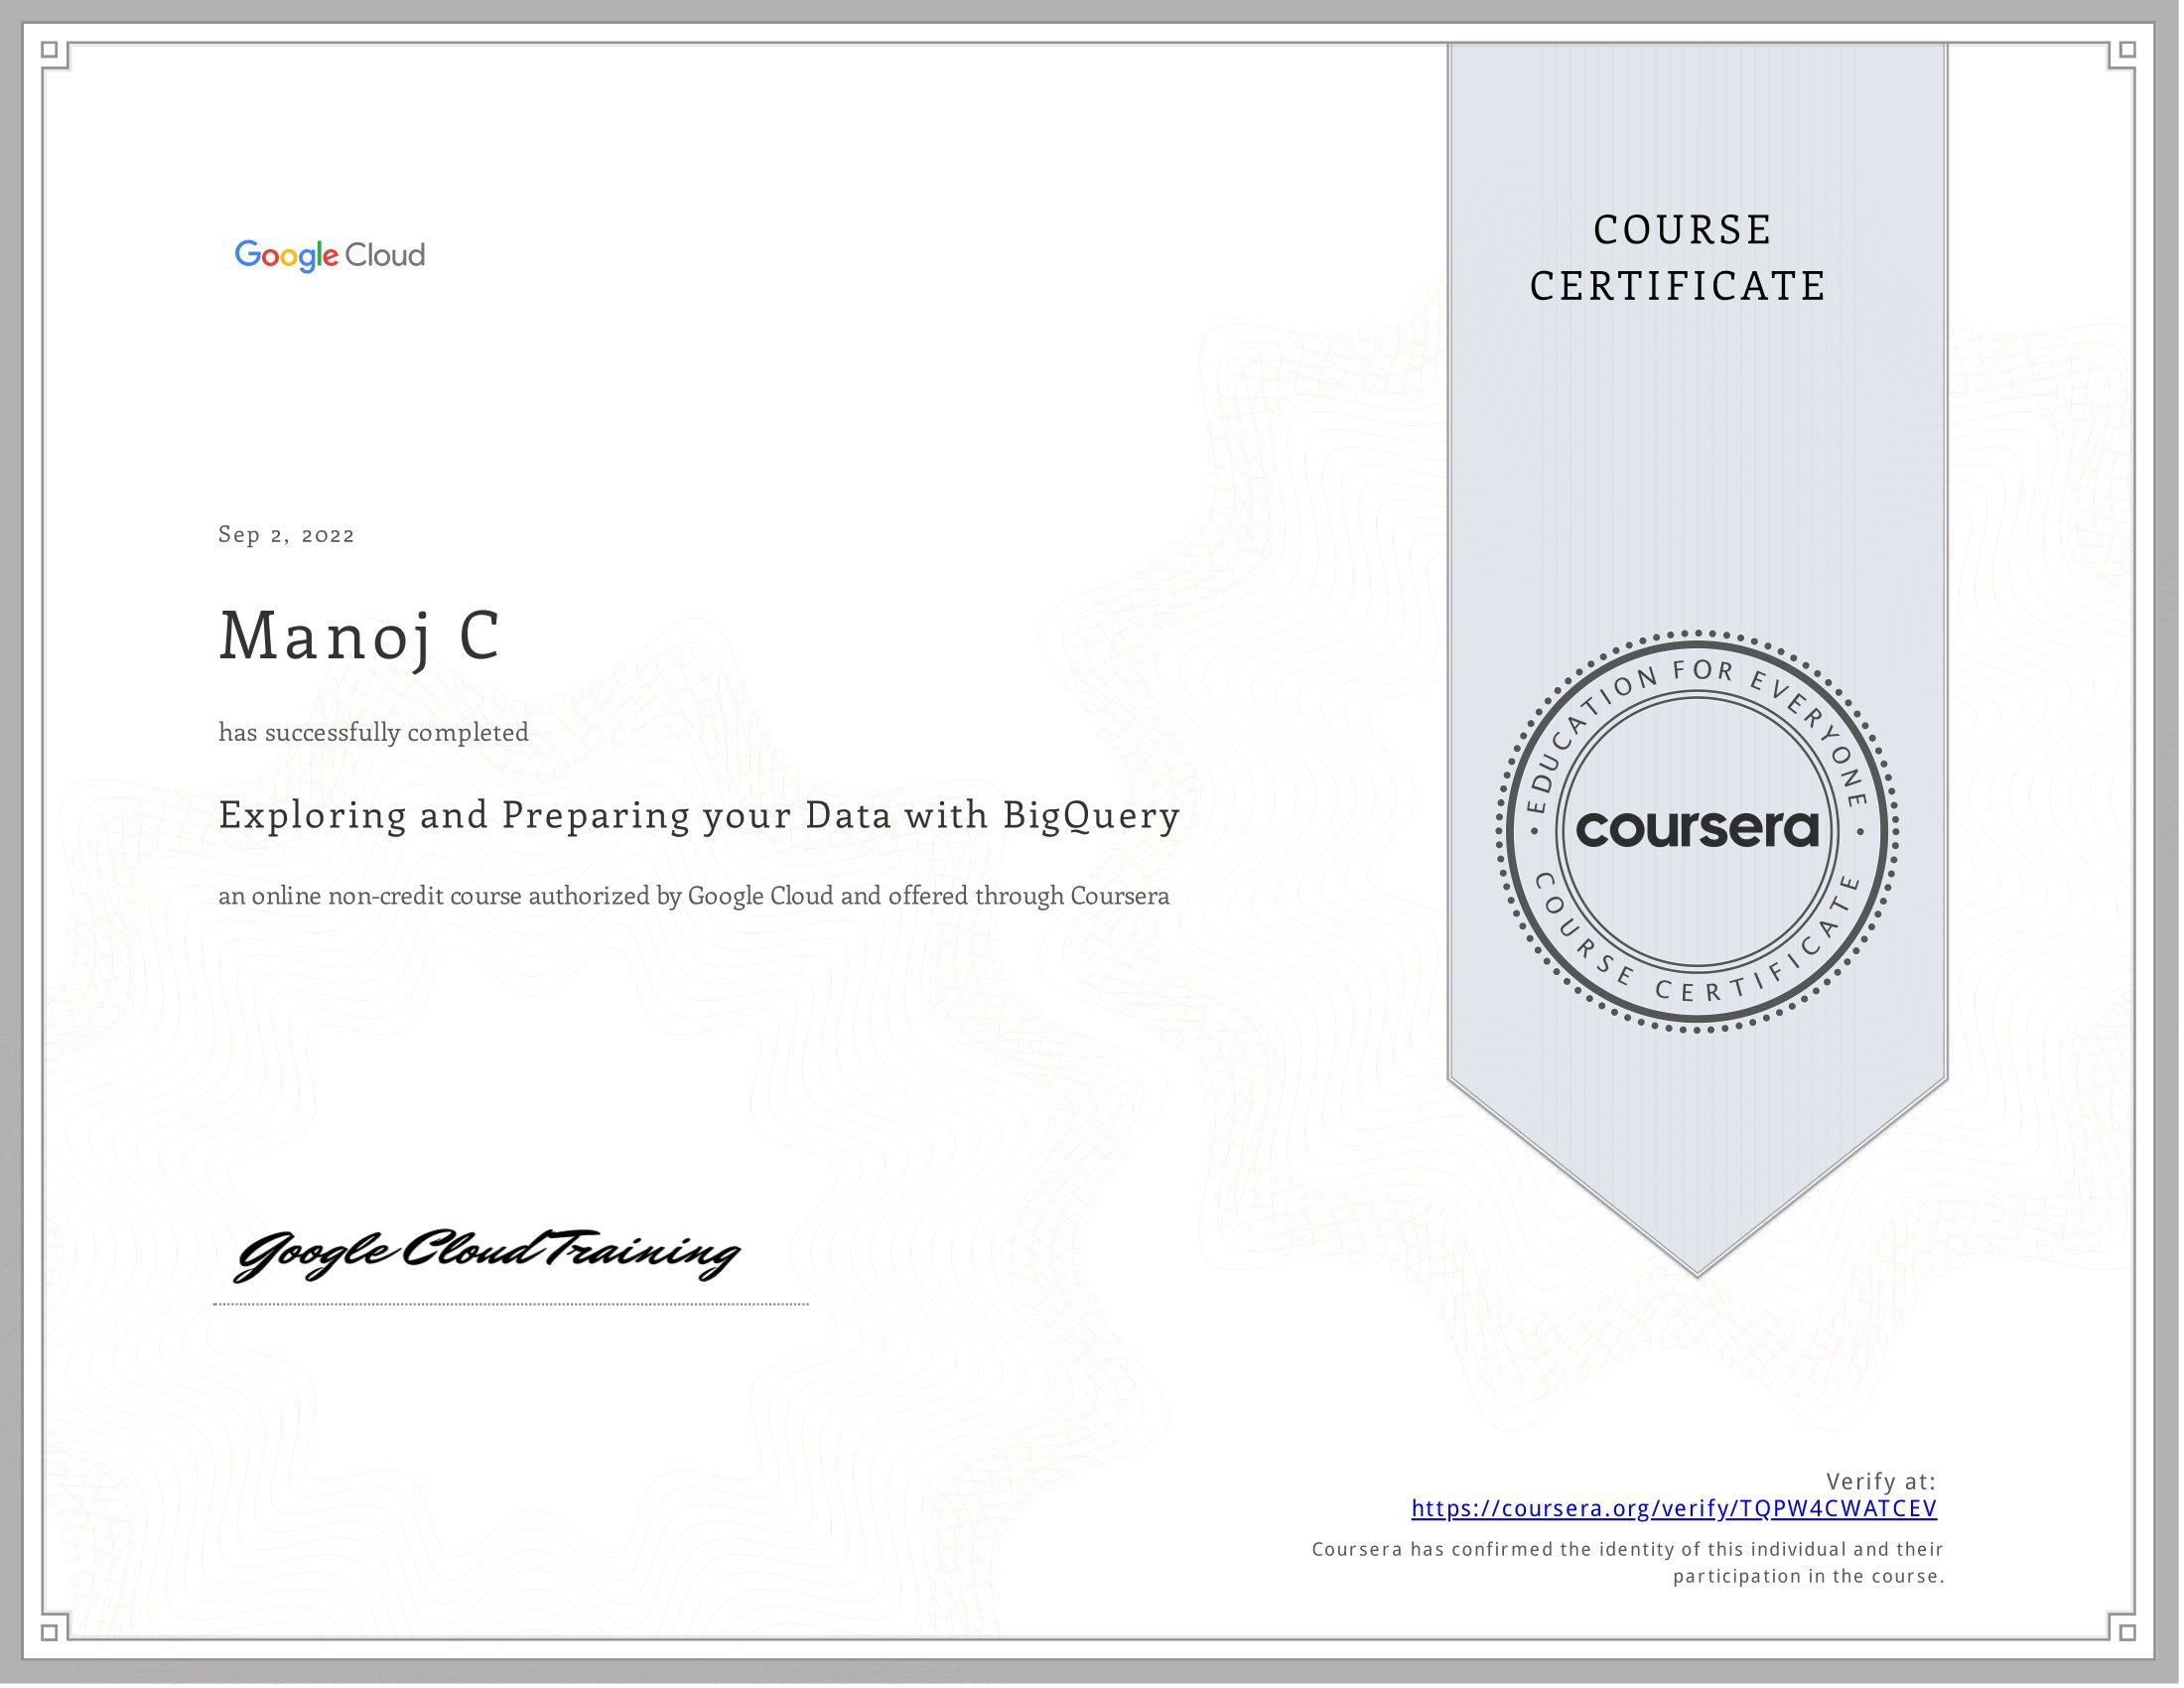 Google Cloud
COURSE
CERTIFICATE
Sep 2, 2022
Manoj C
has successfully completed
Exploring and Preparing your Data with BigQuery
an online non-credit course authorized by Google Cloud and offered through Coursera
EDUCATION FOR EVERYONE
coursera
COURSE CERTIFICATE
Google Cloud Training
Verify at:
https://coursera.org/verify/TQPW4CWATCEV
Coursera has confirmed the identity of this individual and their
participation in the course.